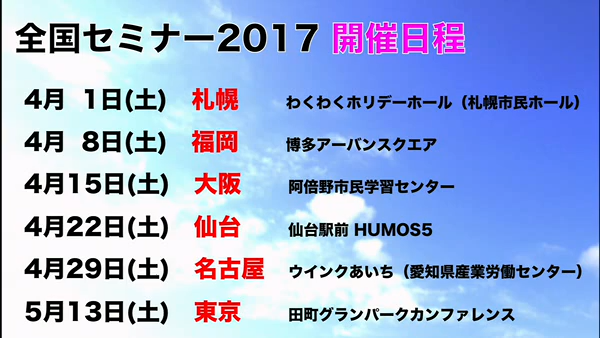 全国セミナー2017 開催日程
4月 1日(土) 札幌 わくわくホリデーホール（札幌市民ホール）
4月 8日(土) 福岡 博多アーバンスクエア
4月15日(土) 大阪 阿倍野市民学習センター
4月22日(土) 仙台 仙台駅前 HUMOS5
4月29日(土) 名古屋 ウインクあいち（愛知県産業労働センター）
5月13日(土) 東京 田町グランパークカンファレンス